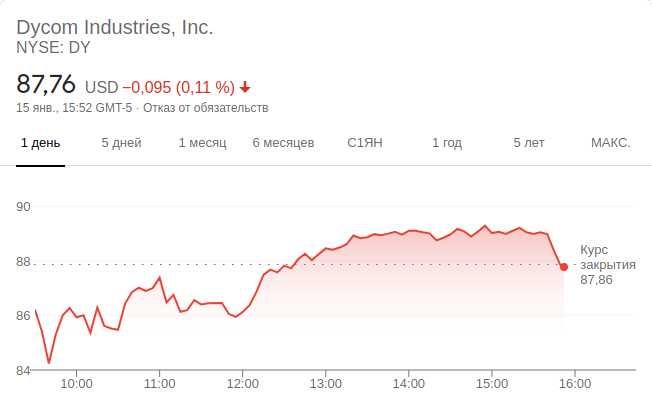 Dycom Industries, Inc.
NYSE: DY
87,76 USD −0,095 (0,11 %)
15 янв., 15:52 GMT-5 · Отказ от обязательств
1 день 5 дней 1 месяц 6 месяцев С1ЯН 1 год 5 лет МАКС.
90
88
86
84
Курс
закрытия
87,86
10:00 11:00 12:00 13:00 14:00 15:00 16:00